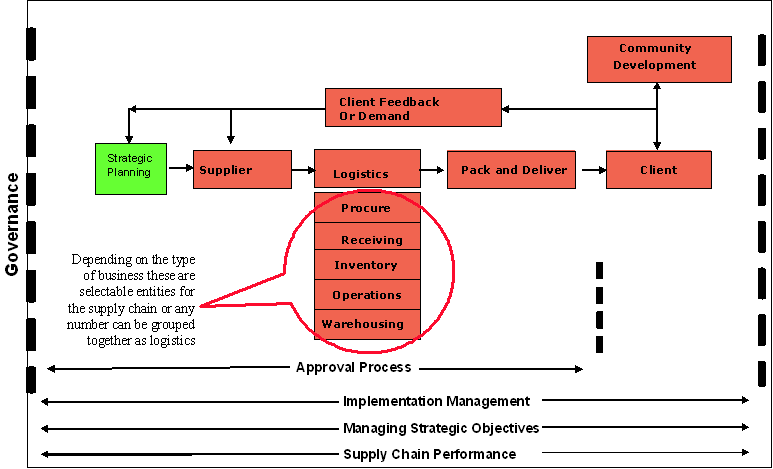 Community
Development
Client Feedback
Or Demand
Strategic
Planning
Supplier
Logistics
Pack and Deliver
Client
Procure
Receiving
Inventory
Operations
Warehousing
Governance
Depending on the type
of business these are
selectable entities for
the supply chain or any
number can be grouped
together as logistics
Approval Process
Implementation Management
Managing Strategic Objectives
Supply Chain Performance